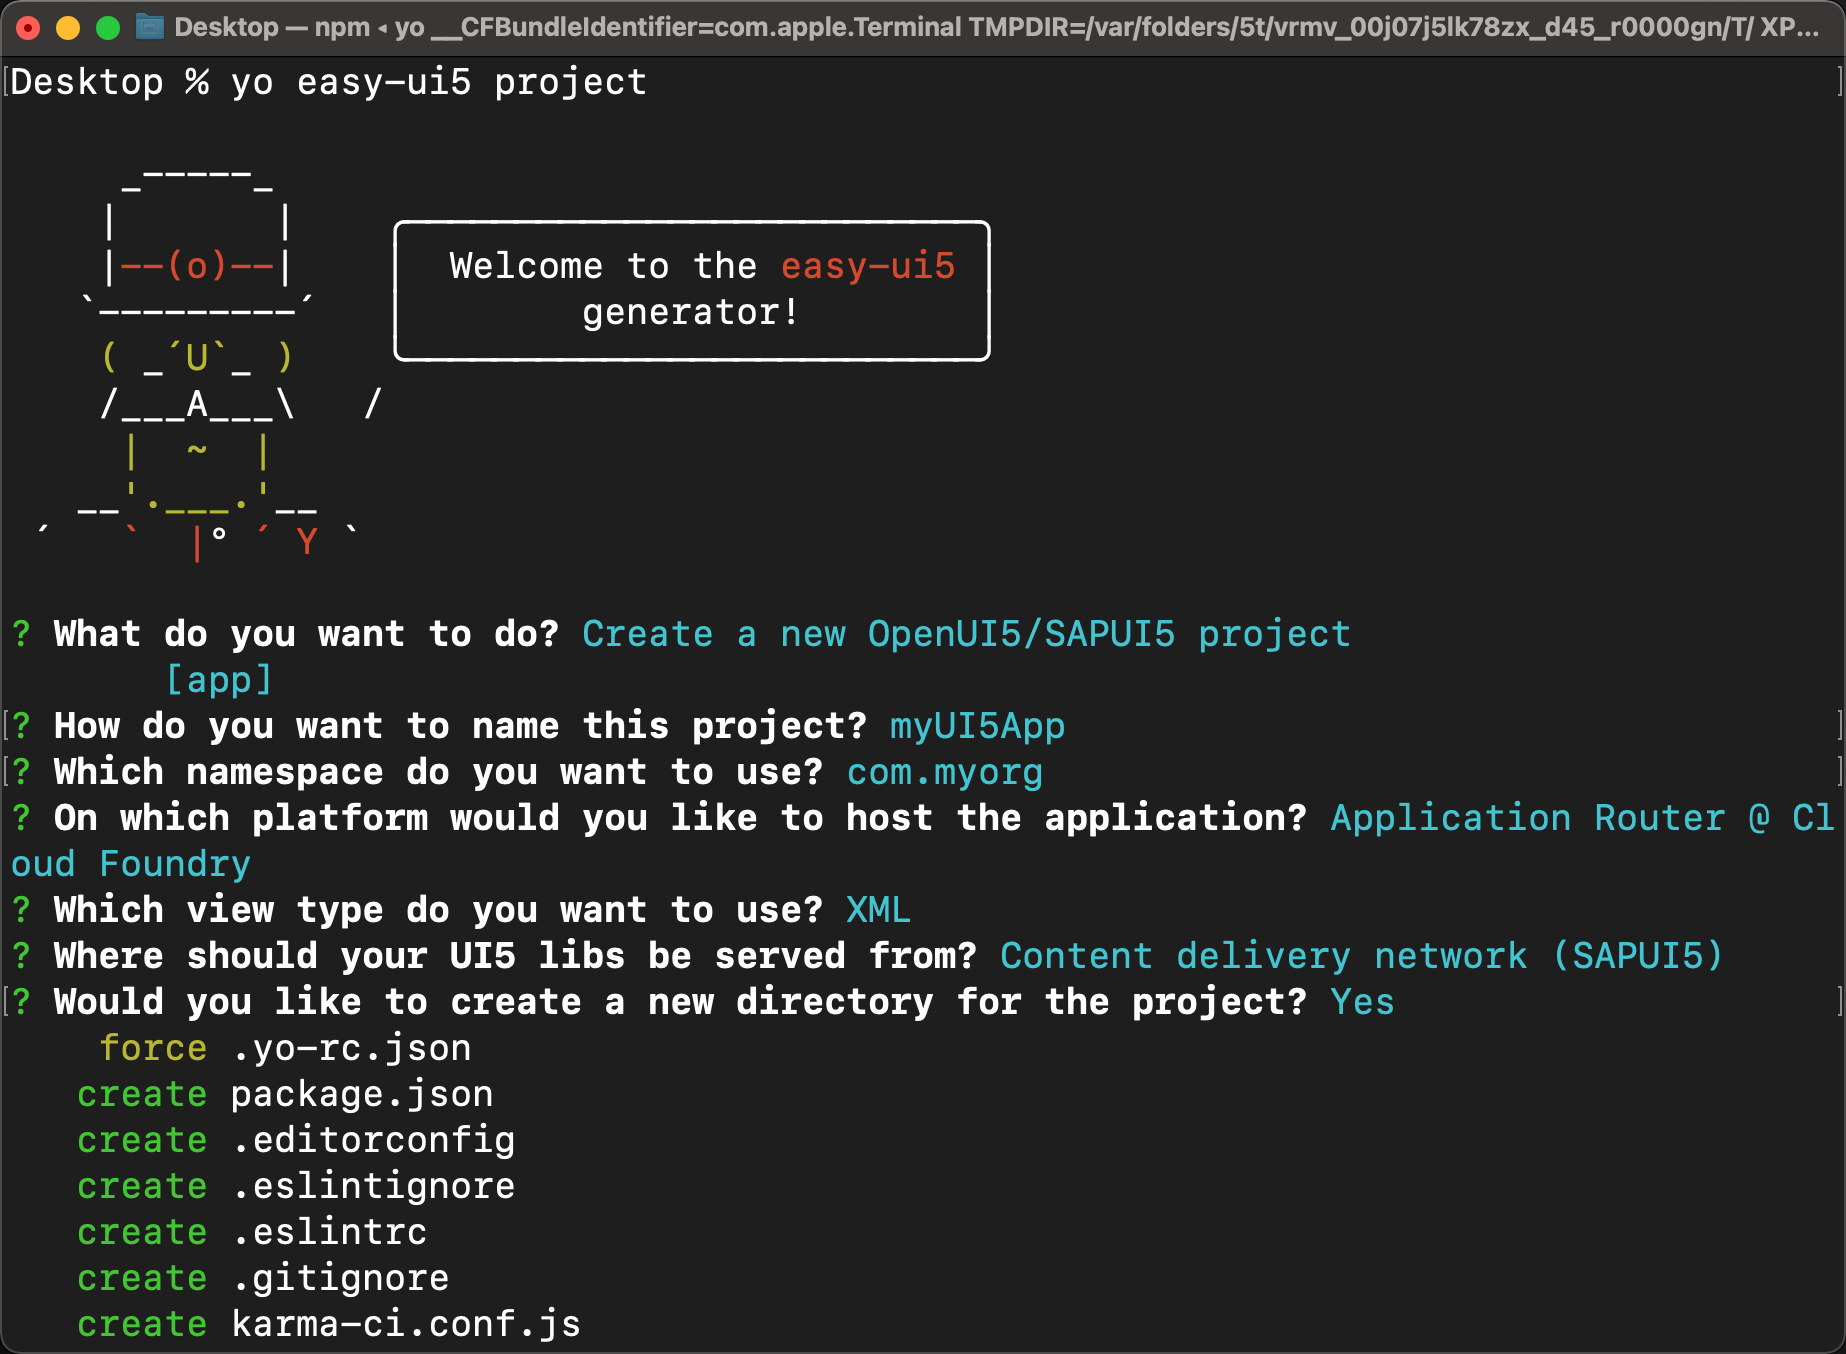 Desktop — npm ◂ yo __CFBundleIdentifier=com.apple.Terminal TMPDIR=/var/folders/5t/vrmv_00j07j5lk78zx_d45_r0000gn/T/ XP...
Desktop % yo easy-ui5 project
     _-----_
    |       |
    |--(o)--|
   `---------´
    ( _´U`_ )
    /___A___\   /
     |  ~  |
   __'.___.'__
 ´   `  |° ´ Y `
Welcome to the easy-ui5
generator!
? What do you want to do? Create a new OpenUI5/SAPUI5 project
[app]
? How do you want to name this project? myUI5App
? Which namespace do you want to use? com.myorg
? On which platform would you like to host the application? Application Router @ Cl
oud Foundry
? Which view type do you want to use? XML
? Where should your UI5 libs be served from? Content delivery network (SAPUI5)
? Would you like to create a new directory for the project? Yes
force .yo-rc.json
create package.json
create .editorconfig
create .eslintignore
create .eslintrc
create .gitignore
create karma-ci.conf.js